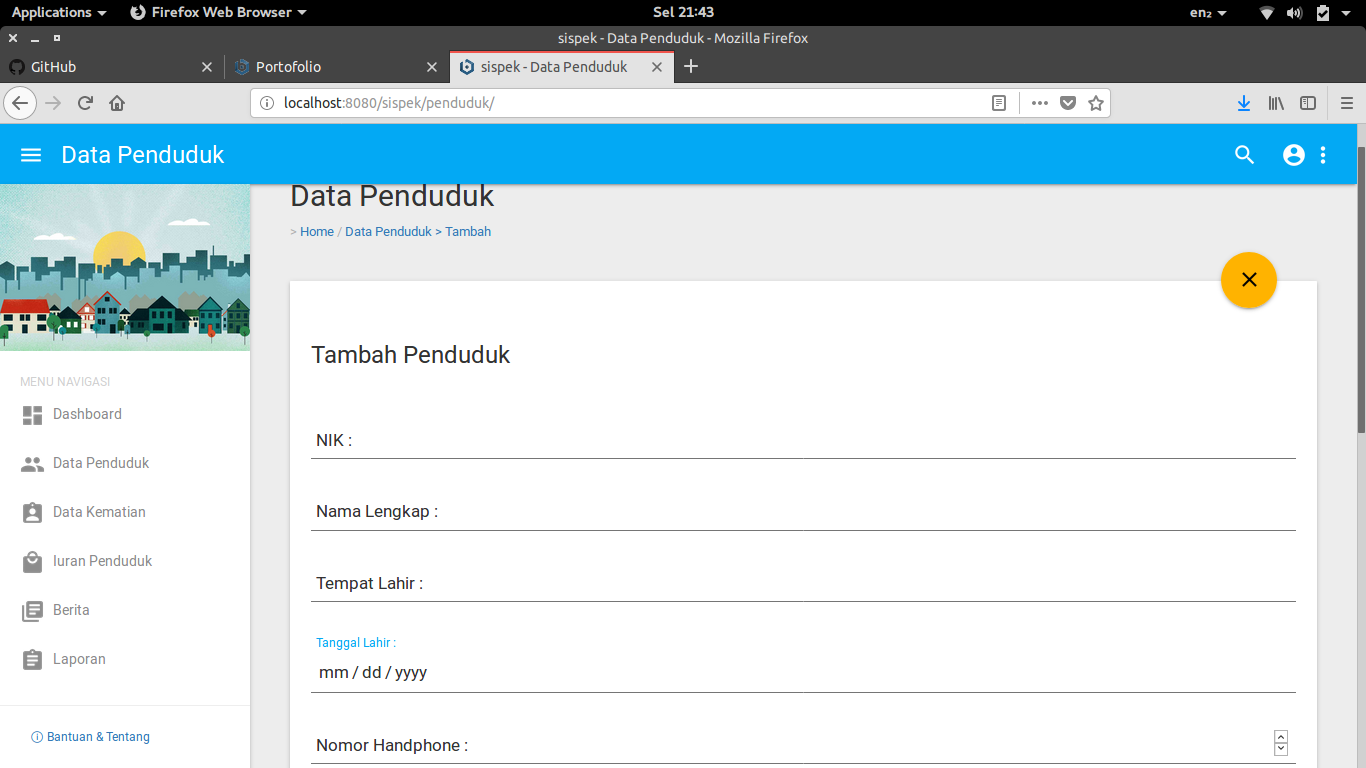 Applications Firefox Web Browser Sel 21:43 en₂
sispek - Data Penduduk - Mozilla Firefox
GitHub Portofolio sispek - Data Penduduk
localhost:8080/sispek/penduduk/
Data Penduduk
Data Penduduk
> Home / Data Penduduk > Tambah
Tambah Penduduk
NIK :
Nama Lengkap :
Tempat Lahir :
Tanggal Lahir :
mm / dd / yyyy
Nomor Handphone :
MENU NAVIGASI
Dashboard
Data Penduduk
Data Kematian
Iuran Penduduk
Berita
Laporan
Bantuan & Tentang